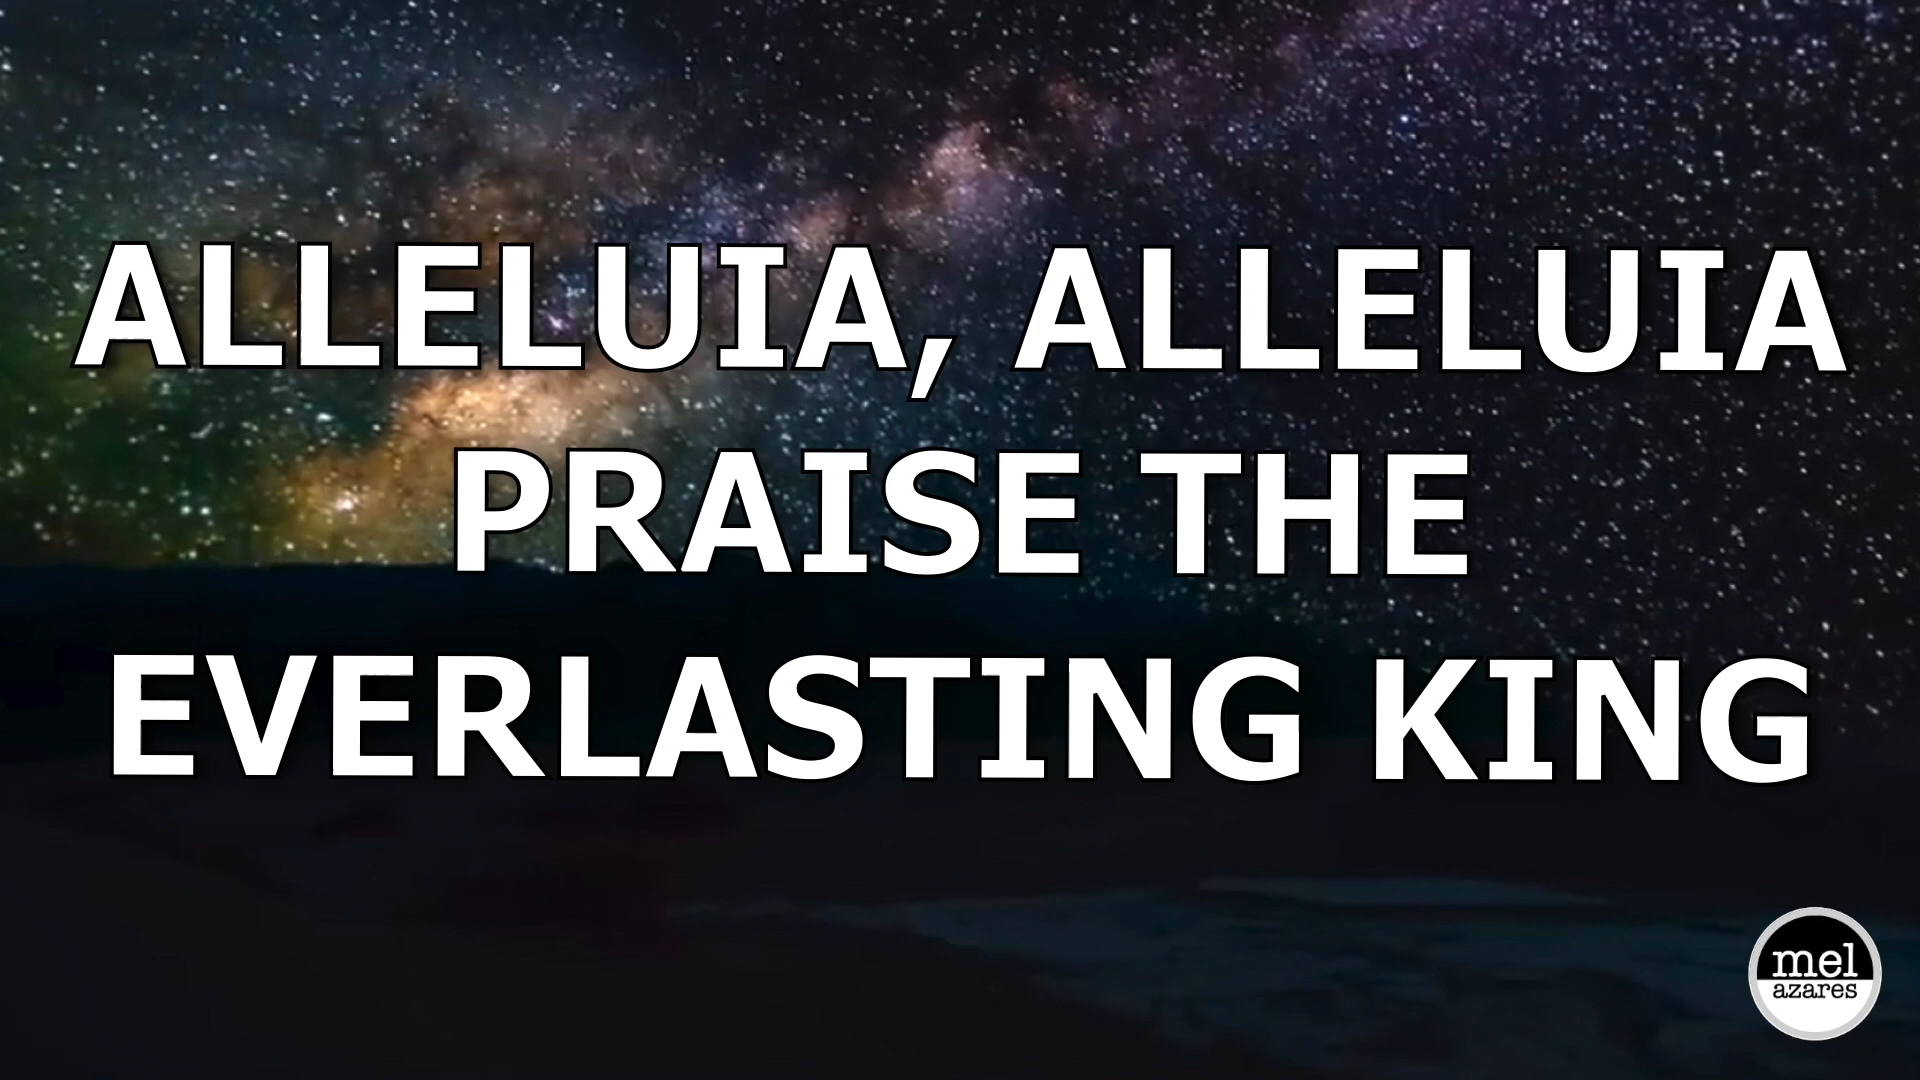 ALLELUIA, ALLELUIA
PRAISE THE
EVERLASTING KING
mel
azares